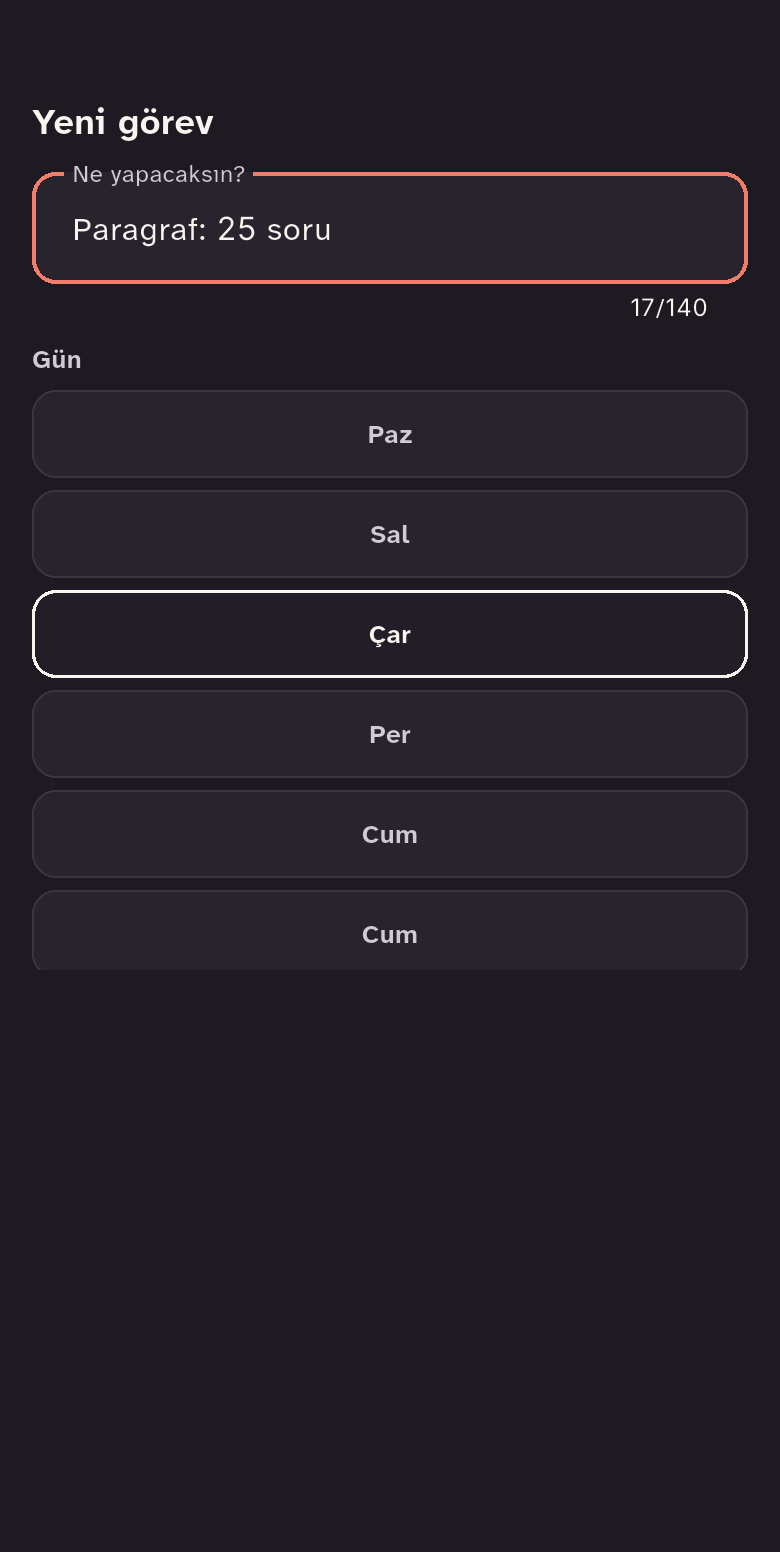 Yeni görev
Ne yapacaksın?
Paragraf: 25 soru
17/140
Gün
Paz
Sal
Çar
Per
Cum
Cum